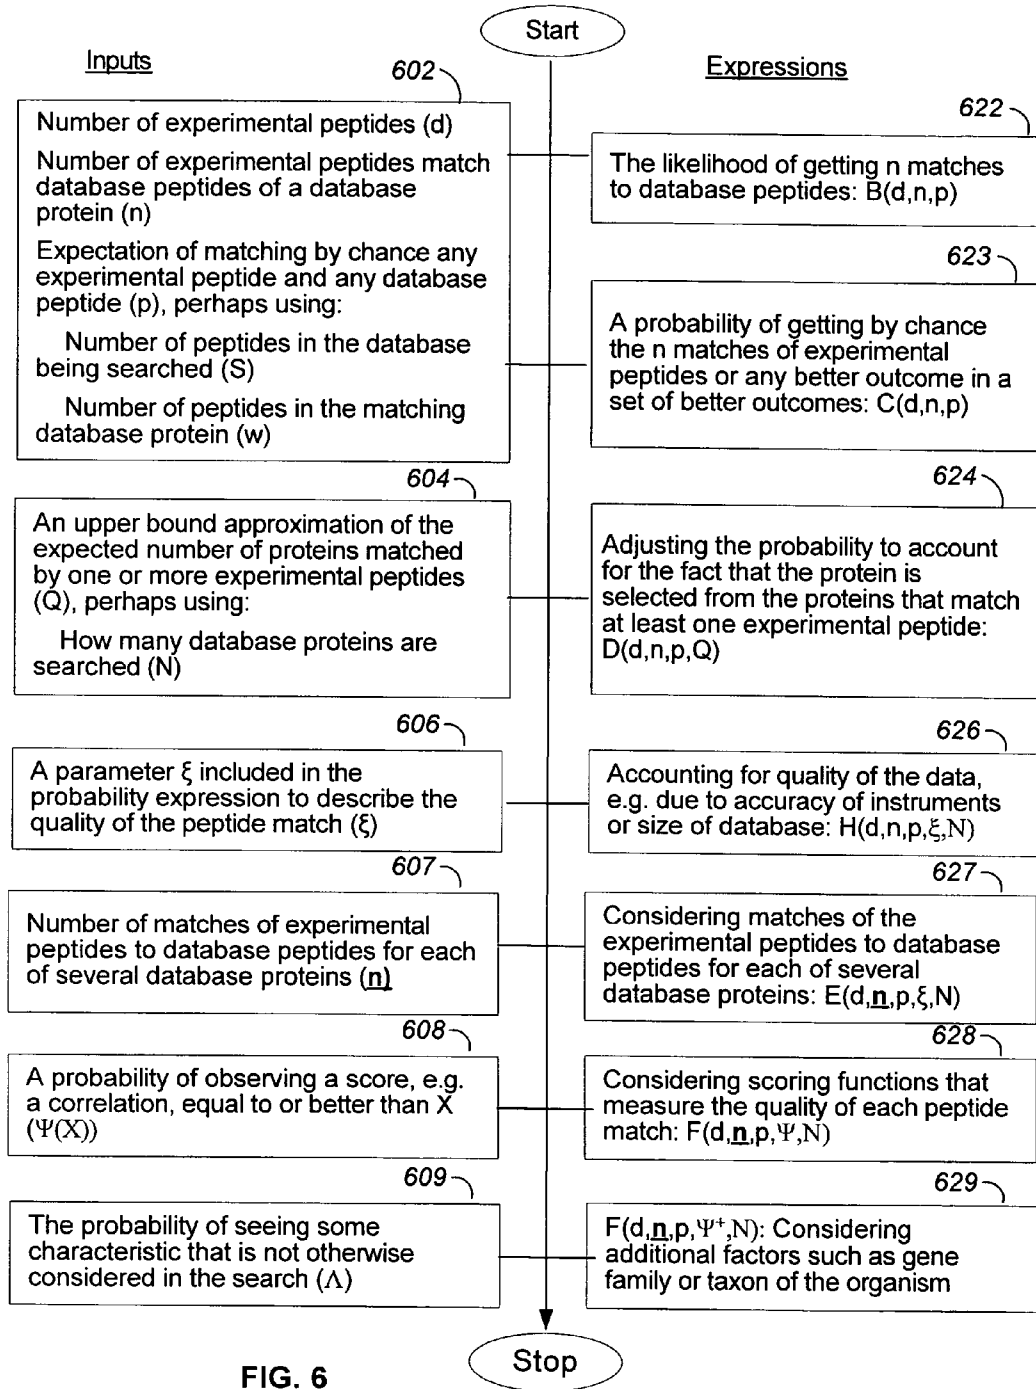 Start
Inputs
Expressions
602
Number of experimental peptides (d)
Number of experimental peptides match
database peptides of a database
protein (n)
Expectation of matching by chance any
experimental peptide and any database
peptide (p), perhaps using:
Number of peptides in the database
being searched (S)
Number of peptides in the matching
database protein (w)
622
The likelihood of getting n matches
to database peptides: B(d,n,p)
623
A probability of getting by chance
the n matches of experimental
peptides or any better outcome in a
set of better outcomes: C(d,n,p)
604
An upper bound approximation of the
expected number of proteins matched
by one or more experimental peptides
(Q), perhaps using:
How many database proteins are
searched (N)
624
Adjusting the probability to account
for the fact that the protein is
selected from the proteins that match
at least one experimental peptide:
D(d,n,p,Q)
606
A parameter ξ included in the
probability expression to describe the
quality of the peptide match (ξ)
626
Accounting for quality of the data,
e.g. due to accuracy of instruments
or size of database: H(d,n,p,ξ,N)
607
Number of matches of experimental
peptides to database peptides for each
of several database proteins (n)
627
Considering matches of the
experimental peptides to database
peptides for each of several
database proteins: E(d,n,p,ξ,N)
608
A probability of observing a score, e.g.
a correlation, equal to or better than X
(Ψ(X))
628
Considering scoring functions that
measure the quality of each peptide
match: F(d,n,p,Ψ,N)
609
The probability of seeing some
characteristic that is not otherwise
considered in the search (Λ)
629
F(d,n,p,Ψ⁺,N): Considering
additional factors such as gene
family or taxon of the organism
Stop
FIG. 6